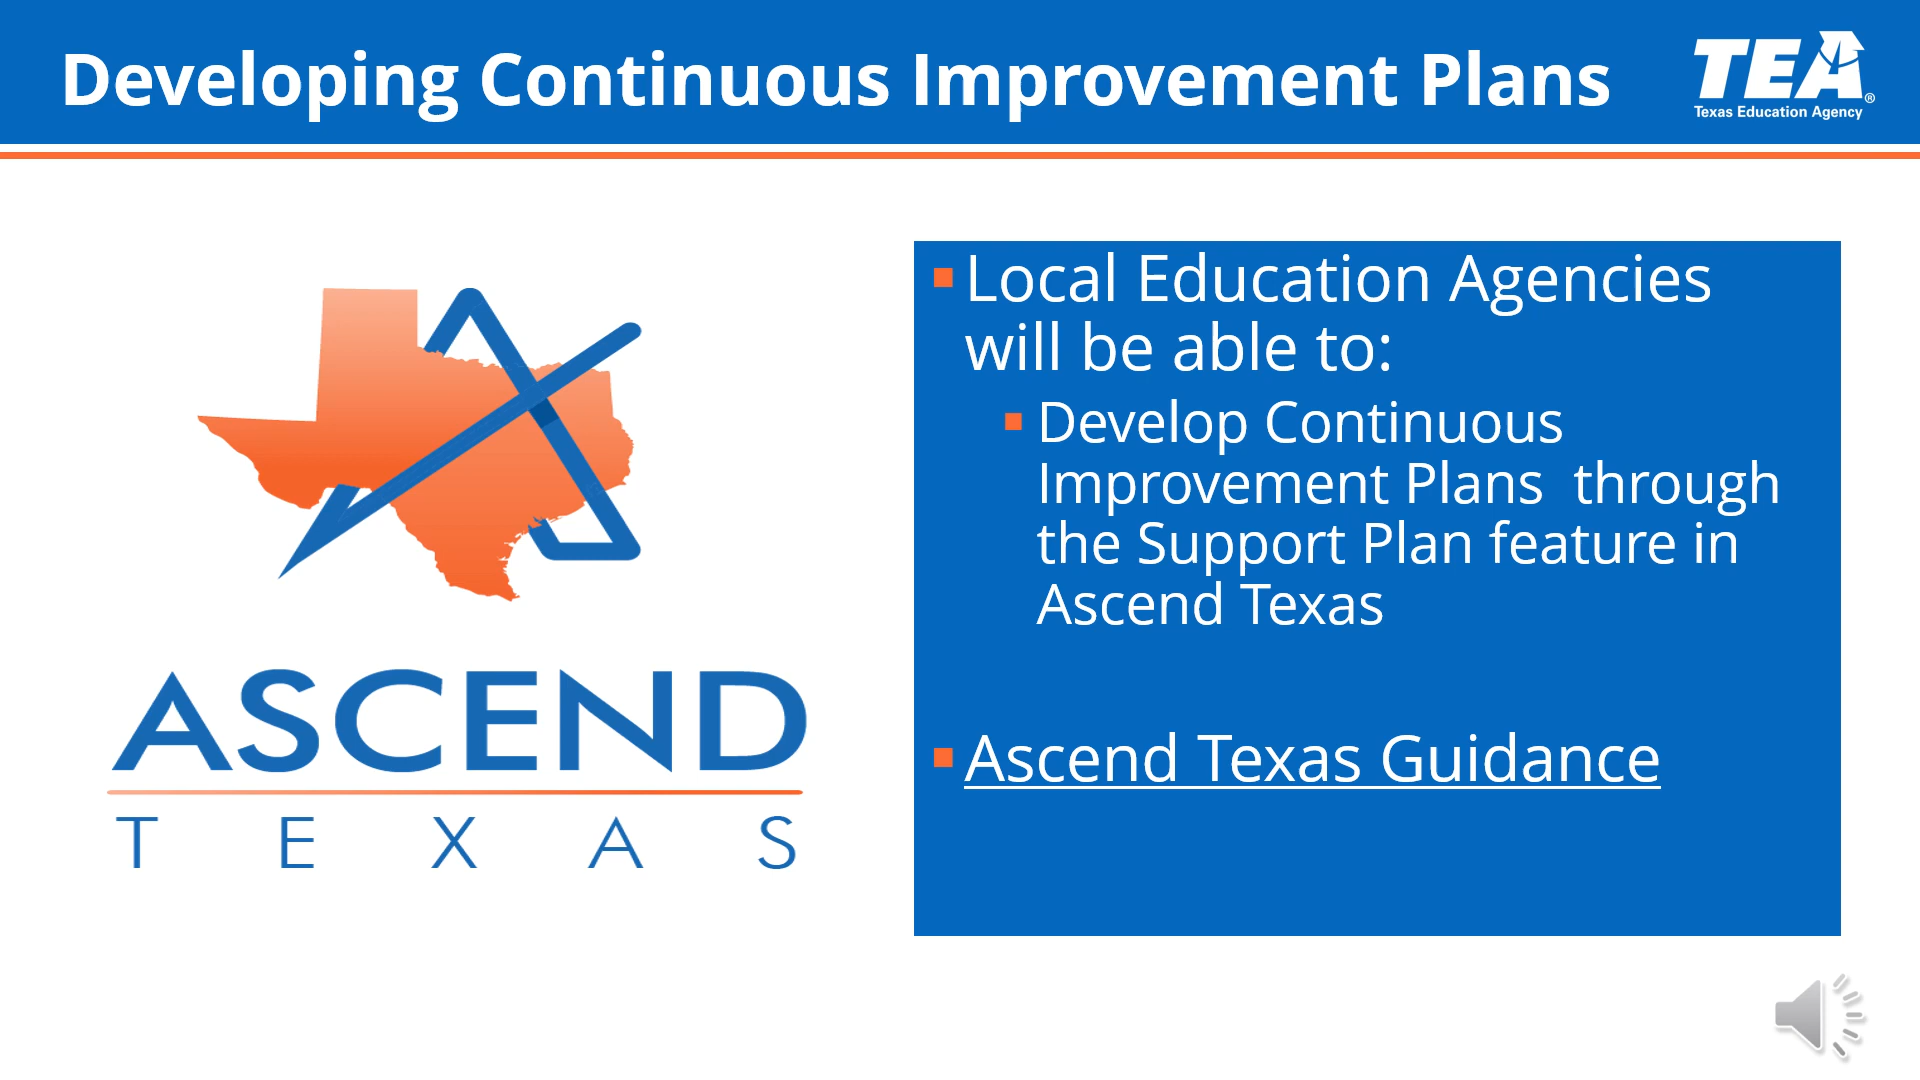 Developing Continuous Improvement Plans
TEA®
Texas Education Agency
ASCEND
TEXAS
Local Education Agencies
will be able to:
Develop Continuous
Improvement Plans  through
the Support Plan feature in
Ascend Texas
Ascend Texas Guidance